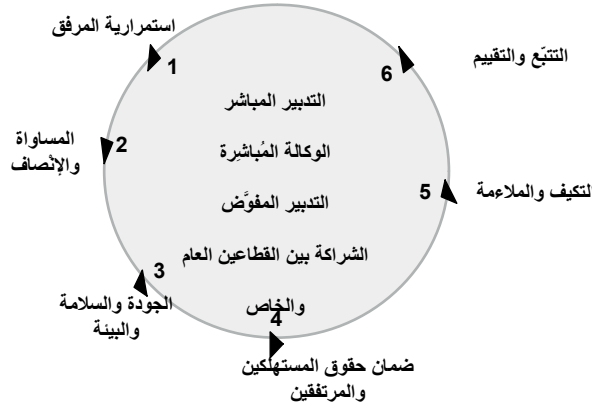 استمرارية المرفق
1
المساواة
والإنْصاف
2
الجودة والسلامة
والبيئة
3
ضمان حقوق المستهلكين
والمرتفقين
4
التكيف والملاءمة
5
التتبّع والتقييم
6
التدبير المباشر
الوكالة المُباشِرة
التدبير المفوَّض
الشراكة بين القطاعين العام
والخاص